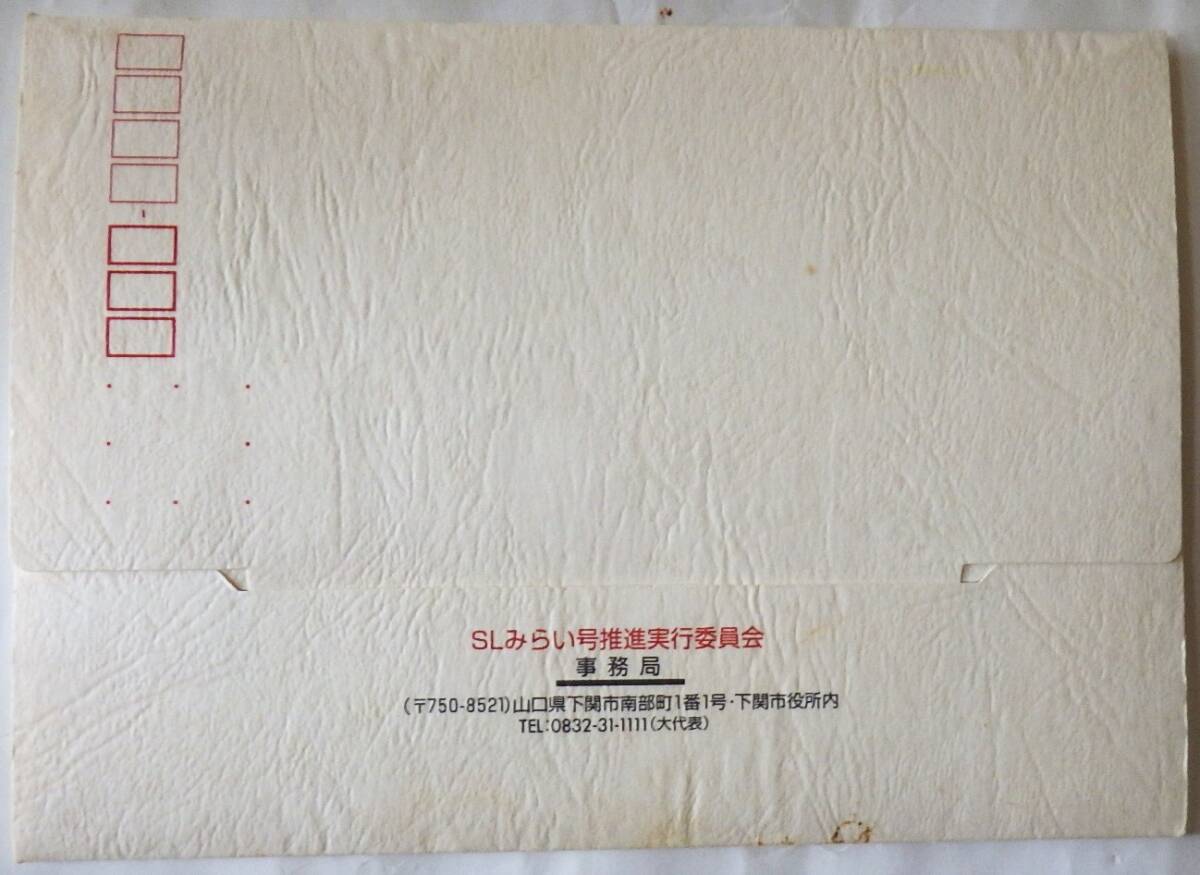 SLみらい号推進実行委員会
事務局
(〒750-8521)山口県下関市南部町1番1号・下関市役所内
TEL:0832-31-1111(大代表)